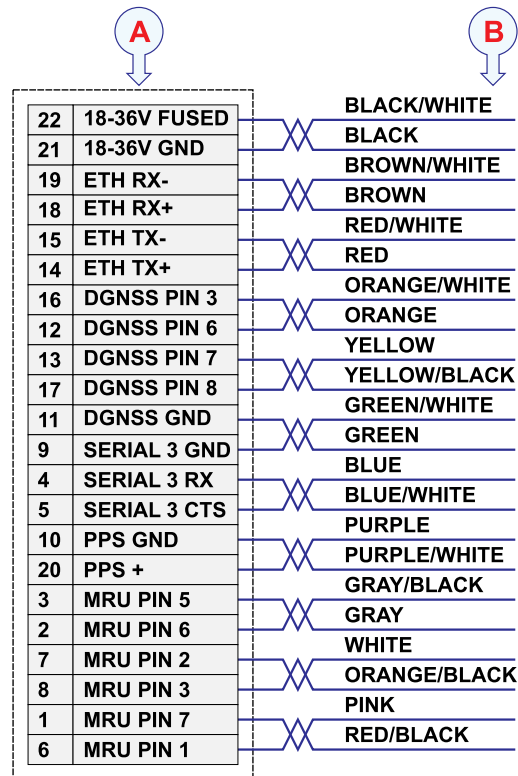 A B
22 18-36V FUSED BLACK/WHITE
21 18-36V GND BLACK
19 ETH RX- BROWN/WHITE
18 ETH RX+ BROWN
15 ETH TX- RED/WHITE
14 ETH TX+ RED
16 DGNSS PIN 3 ORANGE/WHITE
12 DGNSS PIN 6 ORANGE
13 DGNSS PIN 7 YELLOW
17 DGNSS PIN 8 YELLOW/BLACK
11 DGNSS GND GREEN/WHITE
9 SERIAL 3 GND GREEN
4 SERIAL 3 RX BLUE
5 SERIAL 3 CTS BLUE/WHITE
10 PPS GND PURPLE
20 PPS + PURPLE/WHITE
3 MRU PIN 5 GRAY/BLACK
2 MRU PIN 6 GRAY
7 MRU PIN 2 WHITE
8 MRU PIN 3 ORANGE/BLACK
1 MRU PIN 7 PINK
6 MRU PIN 1 RED/BLACK